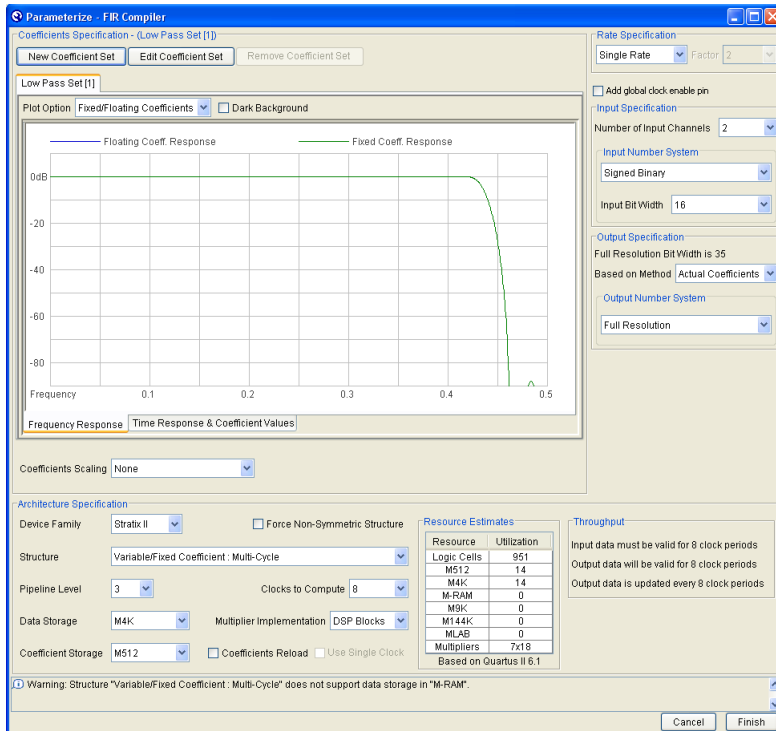 Parameterize - FIR Compiler
Coefficients Specification - (Low Pass Set [1])
New Coefficient Set Edit Coefficient Set Remove Coefficient Set
Low Pass Set [1]
Plot Option Fixed/Floating Coefficients Dark Background
Floating Coeff. Response Fixed Coeff. Response
0dB
-20
-40
-60
-80
Frequency 0.1 0.2 0.3 0.4 0.5
Frequency Response Time Response & Coefficient Values
Coefficients Scaling None
Rate Specification
Single Rate Factor 2
Add global clock enable pin
Input Specification
Number of Input Channels 2
Input Number System
Signed Binary
Input Bit Width 16
Output Specification
Full Resolution Bit Width is 35
Based on Method Actual Coefficients
Output Number System
Full Resolution
Architecture Specification
Device Family Stratix II Force Non-Symmetric Structure
Structure Variable/Fixed Coefficient : Multi-Cycle
Pipeline Level 3 Clocks to Compute 8
Data Storage M4K Multiplier Implementation DSP Blocks
Coefficient Storage M512 Coefficients Reload Use Single Clock
Resource Estimates
Resource Utilization
Logic Cells 951
M512 14
M4K 14
M-RAM 0
M9K 0
M144K 0
MLAB 0
Multipliers 7x18
Based on Quartus II 6.1
Throughput
Input data must be valid for 8 clock periods
Output data will be valid for 8 clock periods
Output data is updated every 8 clock periods
Warning: Structure "Variable/Fixed Coefficient : Multi-Cycle" does not support data storage in "M-RAM".
Cancel Finish